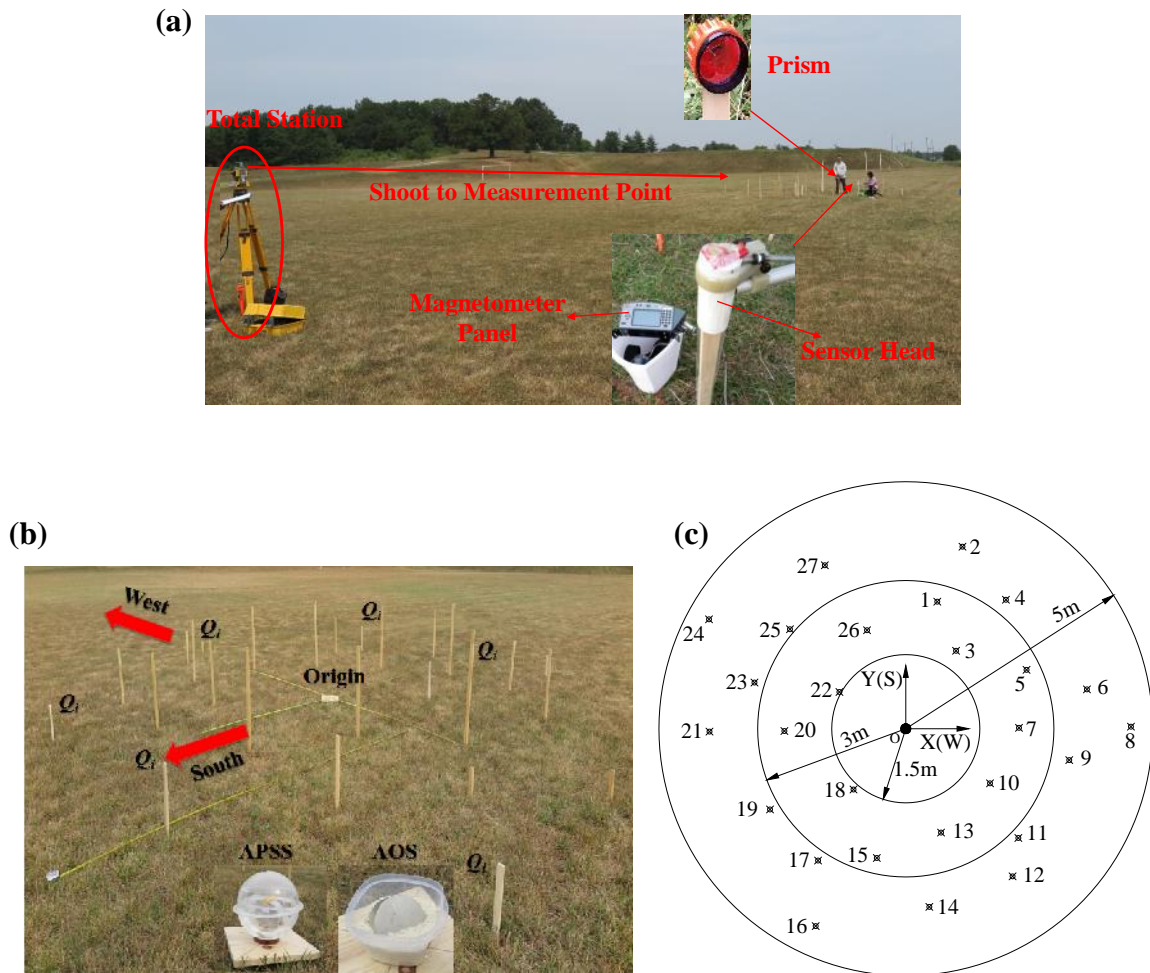 (a)
Prism
Total Station
Shoot to Measurement Point
Magnetometer
Panel
Sensor Head
(b)
West
Qi
Qi
Qi
Origin
Qi
Qi
South
APSS
AOS
Qi
(c)
2
27
1
4
5m
24
25
26
3
23
22
Y(S)
5
6
21
20
3m
O
X(W)
7
8
1.5m
9
18
10
19
13
11
17
15
12
14
16